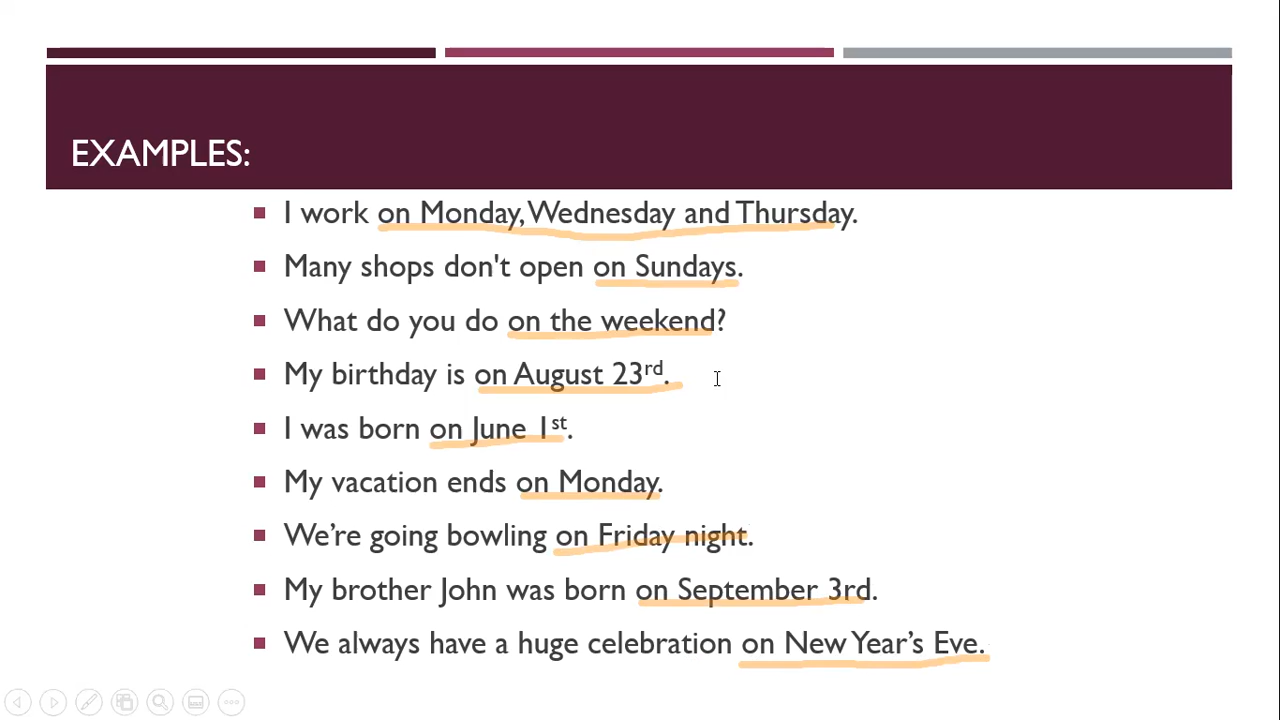 EXAMPLES:
I work on Monday, Wednesday and Thursday.
Many shops don't open on Sundays.
What do you do on the weekend?
My birthday is on August 23rd.
I was born on June 1st.
My vacation ends on Monday.
We’re going bowling on Friday night.
My brother John was born on September 3rd.
We always have a huge celebration on New Year’s Eve.